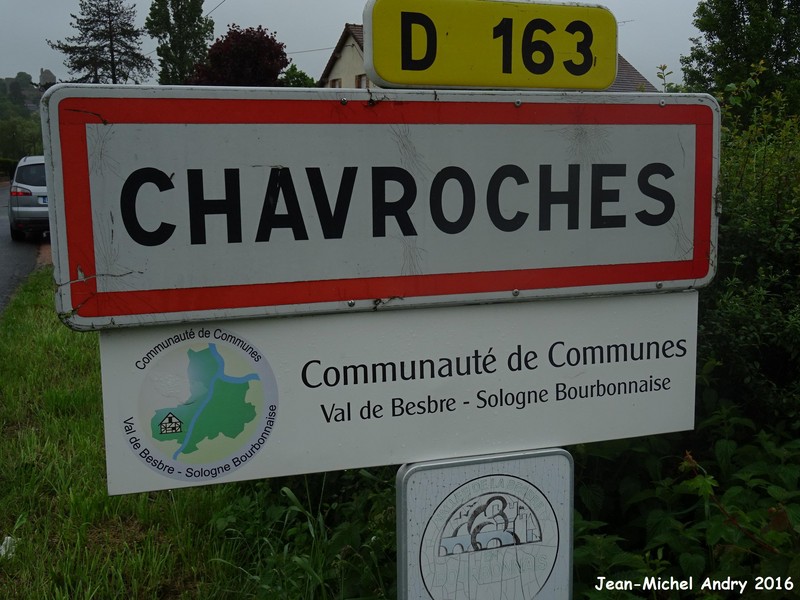 D 163
CHAVROCHES
Communauté de Communes
Val de Besbre - Sologne Bourbonnaise
Communauté de Communes
Val de Besbre - Sologne Bourbonnaise
Jean-Michel Andry 2016